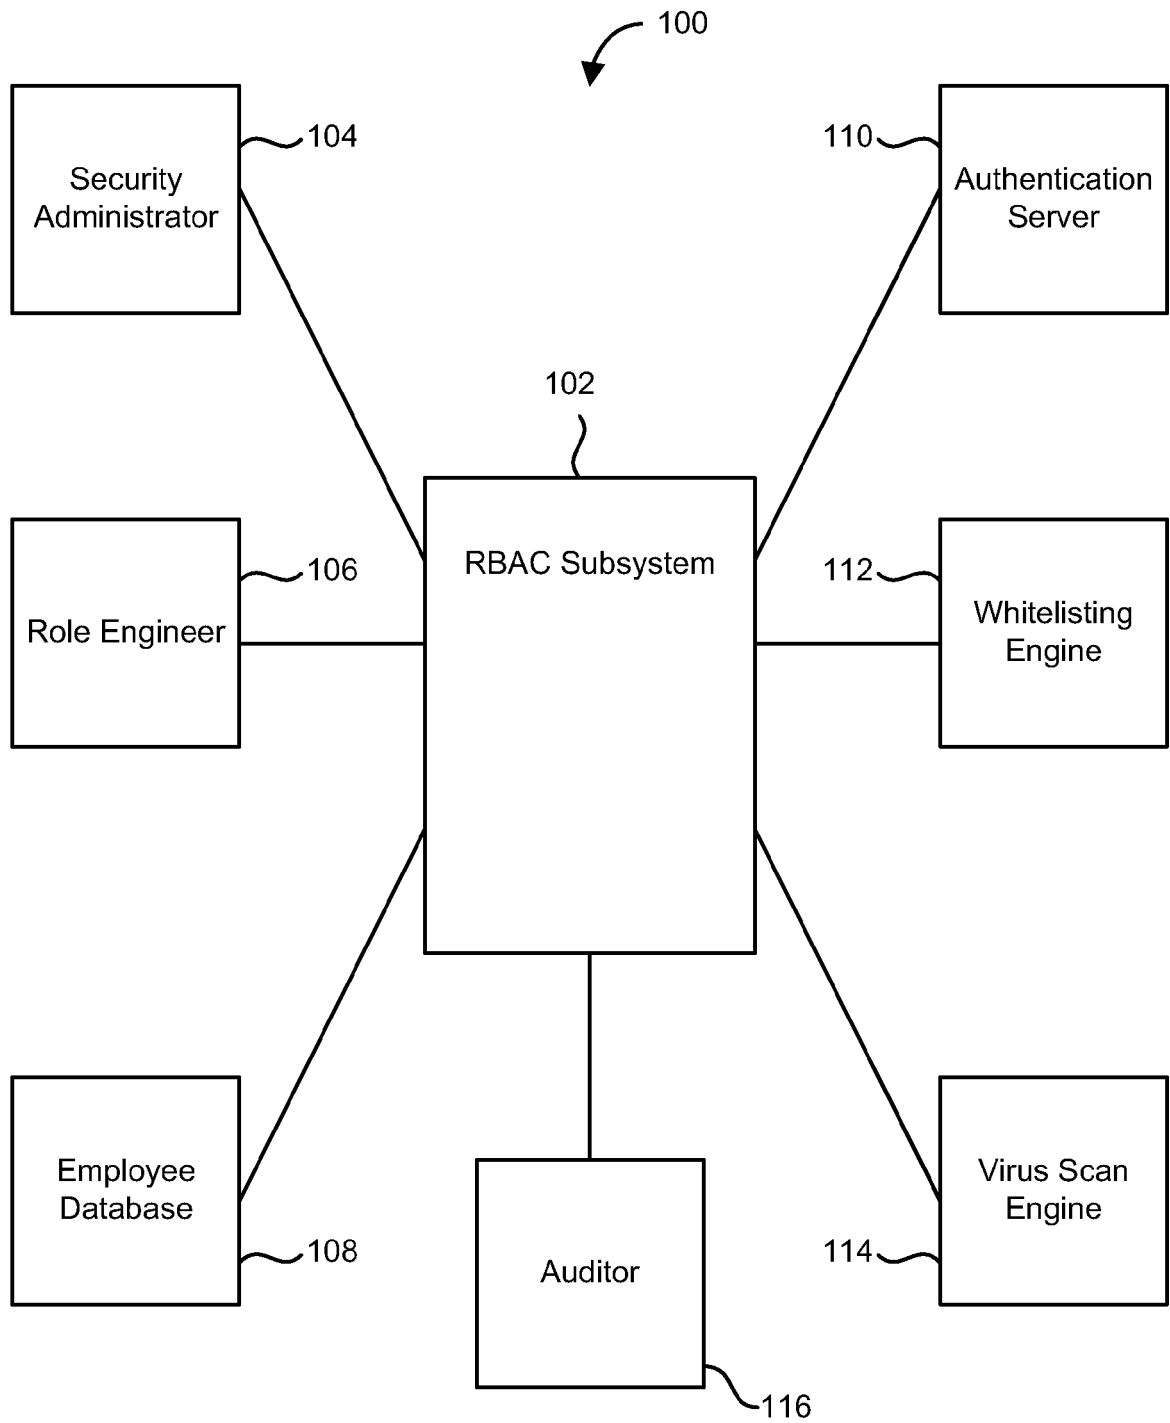 100
104
Security
Administrator
110
Authentication
Server
102
RBAC Subsystem
106
Role Engineer
112
Whitelisting
Engine
Employee
Database
108
Auditor
116
Virus Scan
Engine
114